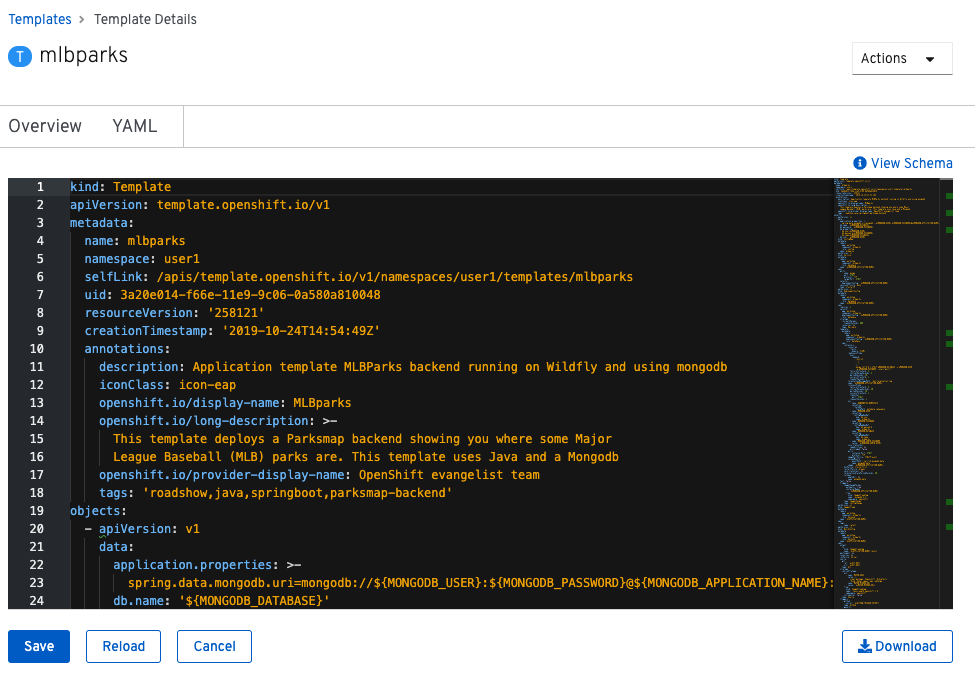 Templates > Template Details
T mlbparks
Actions
Overview YAML
View Schema
1 kind: Template
2 apiVersion: template.openshift.io/v1
3 metadata:
4 name: mlbparks
5 namespace: user1
6 selfLink: /apis/template.openshift.io/v1/namespaces/user1/templates/mlbparks
7 uid: 3a20e014-f66e-11e9-9c06-0a580a810048
8 resourceVersion: '258121'
9 creationTimestamp: '2019-10-24T14:54:49Z'
10 annotations:
11 description: Application template MLBParks backend running on Wildfly and using mongodb
12 iconClass: icon-eap
13 openshift.io/display-name: MLBparks
14 openshift.io/long-description: >-
15 This template deploys a Parksmap backend showing you where some Major
16 League Baseball (MLB) parks are. This template uses Java and a Mongodb
17 openshift.io/provider-display-name: OpenShift evangelist team
18 tags: 'roadshow,java,springboot,parksmap-backend'
19 objects:
20 - apiVersion: v1
21 data:
22 application.properties: >-
23 spring.data.mongodb.uri=mongodb://${MONGODB_USER}:${MONGODB_PASSWORD}@${MONGODB_APPLICATION_NAME}:
24 db.name: '${MONGODB_DATABASE}'
Save Reload Cancel Download